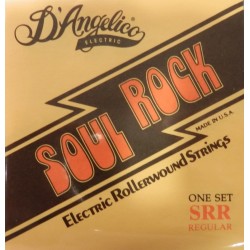 D'Angelico
ELECTRIC
SOUL ROCK
MADE IN U.S.A.
Electric Rollerwound Strings
ONE SET
SRR
REGULAR